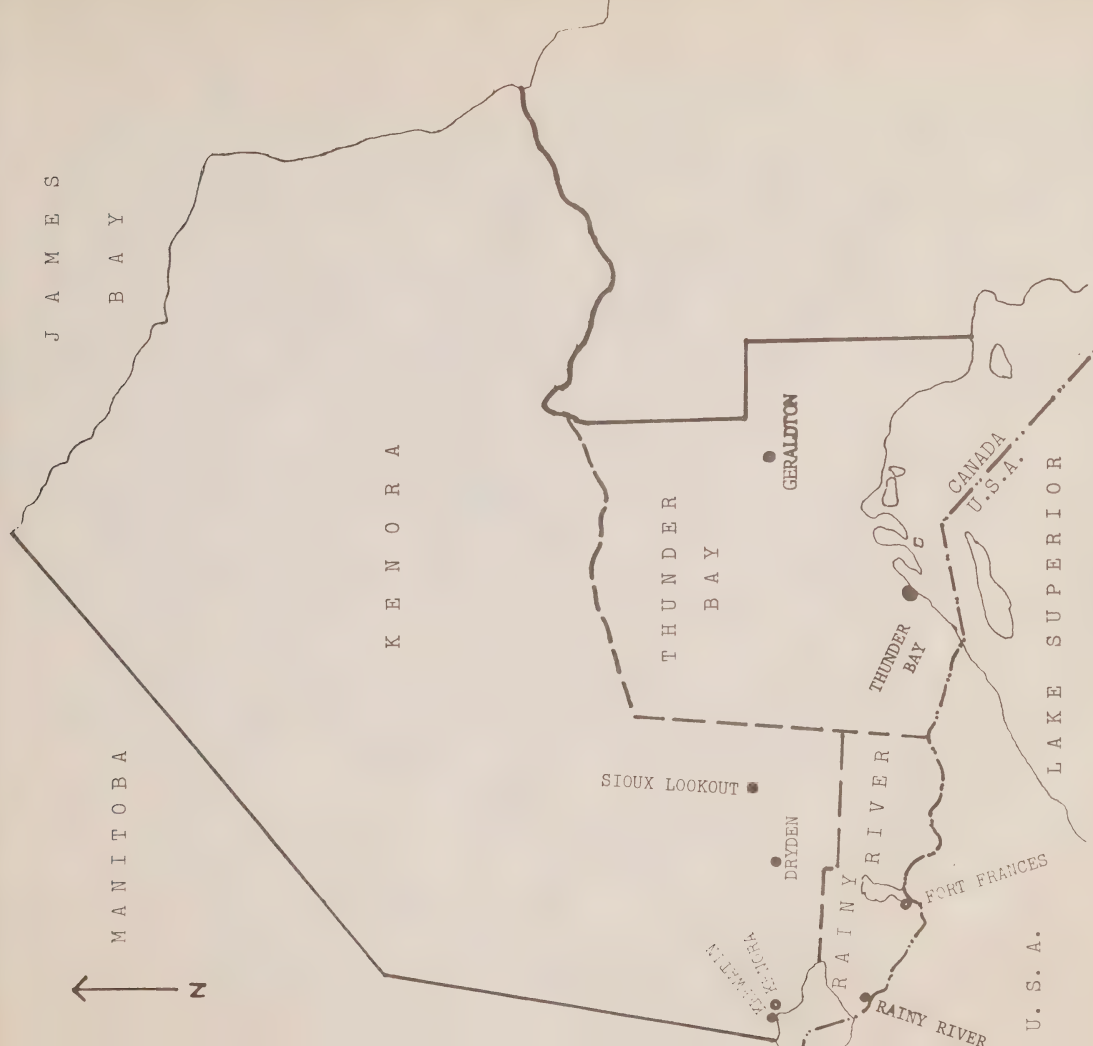 JAMES
BAY
MANITOBA
N
KENORA
THUNDER
BAY
GERALDTON
CANADA
U.S.A.
LAKE SUPERIOR
THUNDER
BAY
SIOUX LOOKOUT
DRYDEN
RAINY RIVER
KENORA
FORT FRANCES
RAINY RIVER
U.S.A.